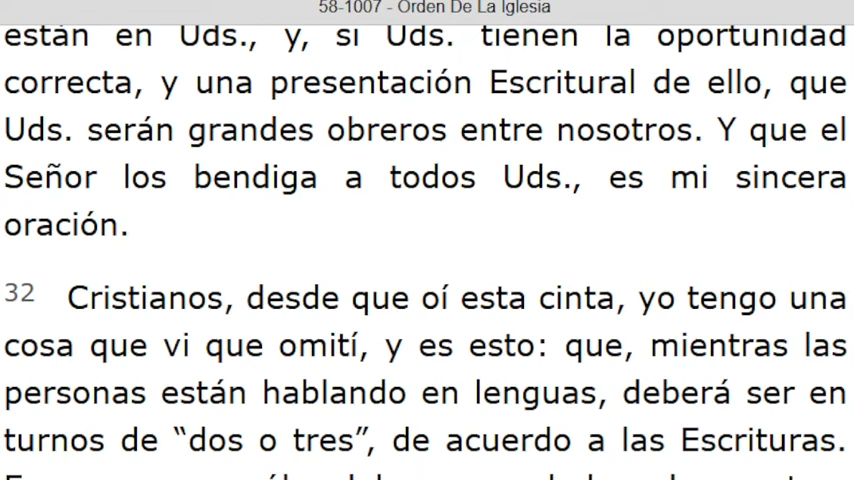 58-1007 - Orden De La Iglesia
están en Uds., y, si Uds. tienen la oportunidad
correcta, y una presentación Escritural de ello, que
Uds. serán grandes obreros entre nosotros. Y que el
Señor los bendiga a todos Uds., es mi sincera
oración.
32 Cristianos, desde que oí esta cinta, yo tengo una
cosa que vi que omití, y es esto: que, mientras las
personas están hablando en lenguas, deberá ser en
turnos de “dos o tres”, de acuerdo a las Escrituras.